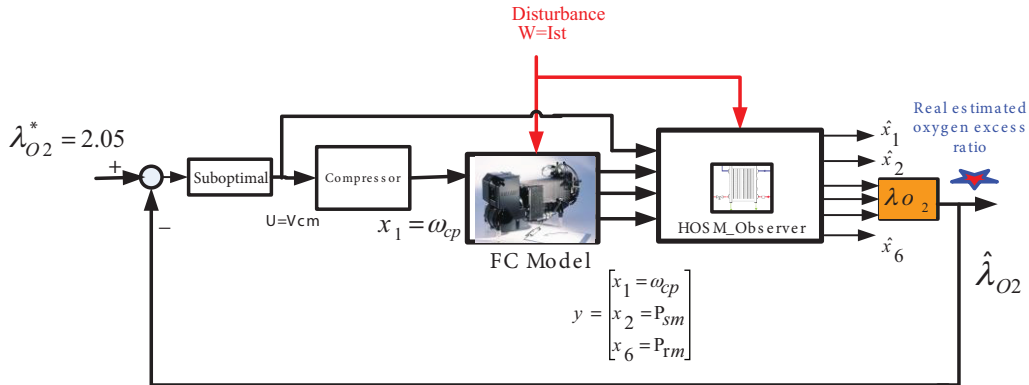 Disturbance
W=Ist
λ*O2 = 2.05
+
−
Suboptimal
U=Vcm
Compressor
x1 = ωcp
FC Model
HOSM_Observer
y = [x1 = ωcp
x2 = Psm
x6 = Prm]
x̂1
x̂2
x̂6
λo2
Real estimated
oxygen excess
ratio
λ̂O2